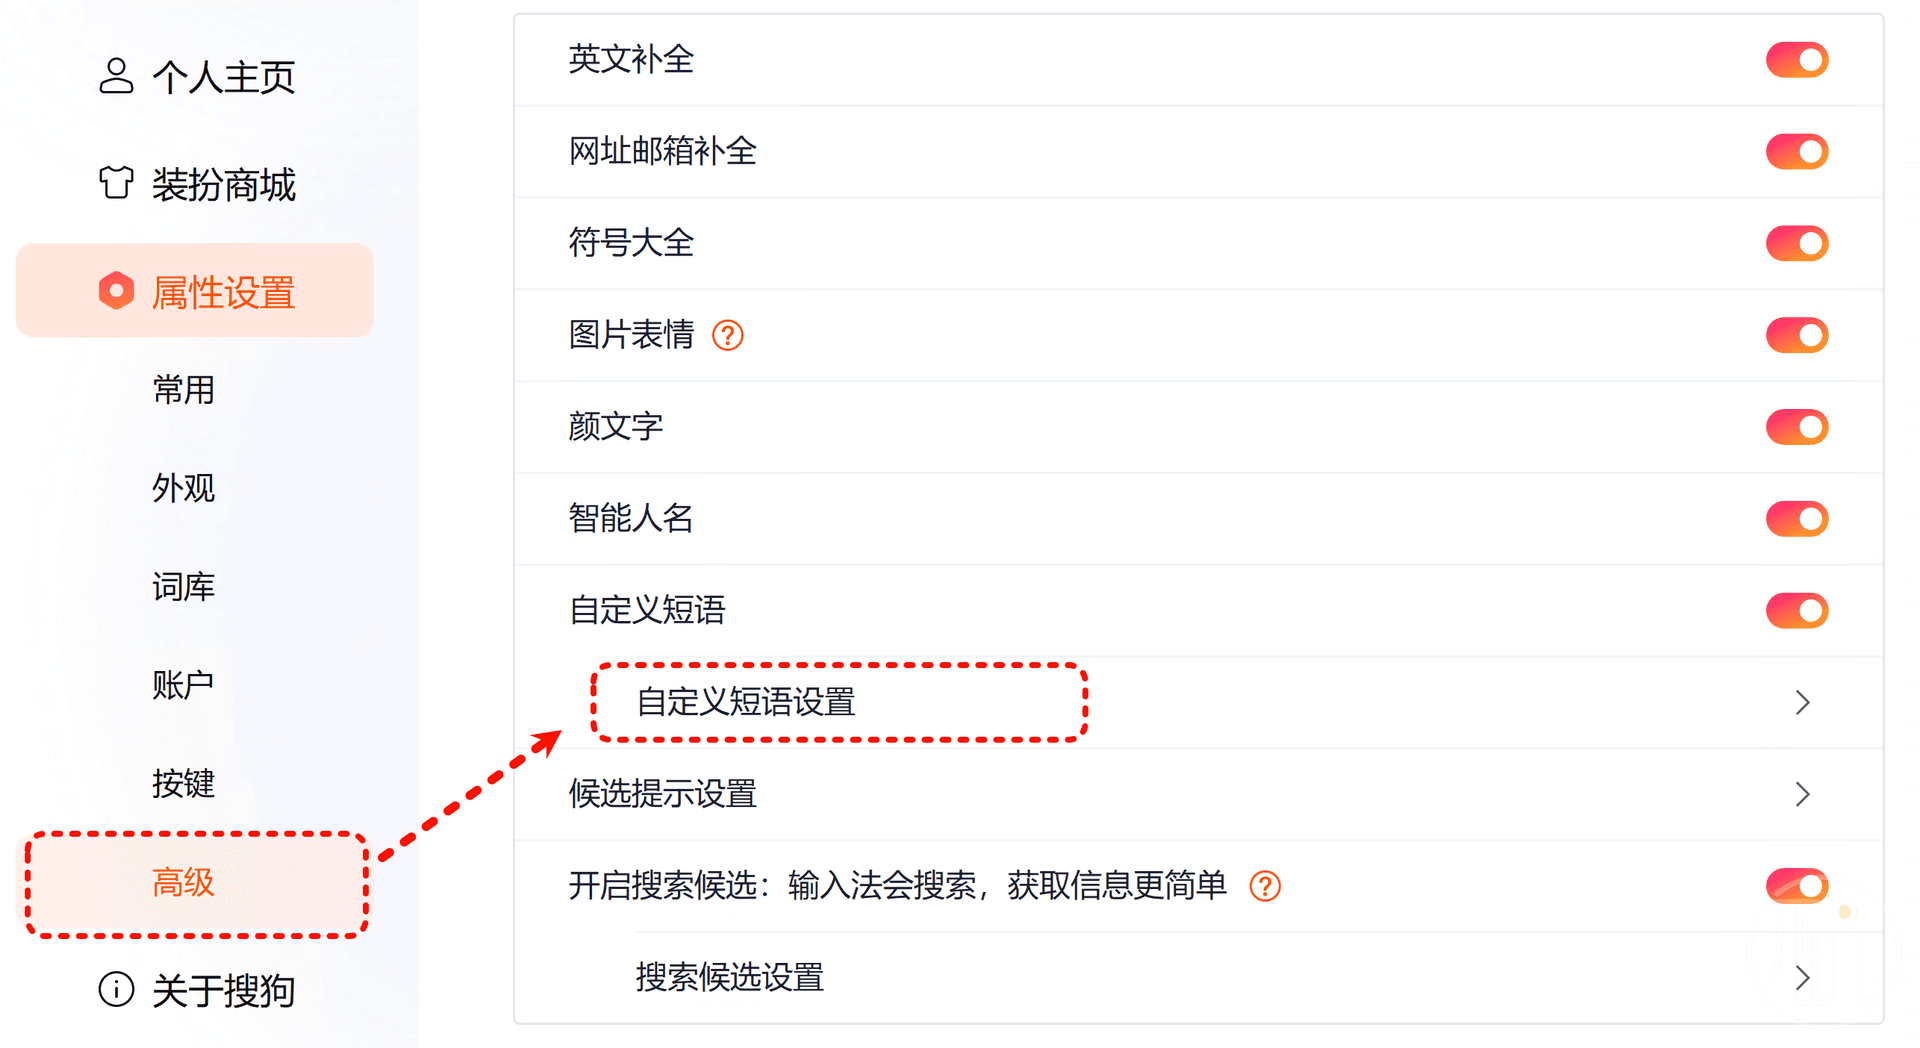 个人主页
装扮商城
属性设置
常用
外观
词库
账户
按键
高级
关于搜狗
英文补全
网址邮箱补全
符号大全
图片表情 ?
颜文字
智能人名
自定义短语
自定义短语设置
候选提示设置
开启搜索候选：输入法会搜索，获取信息更简单 ?
搜索候选设置